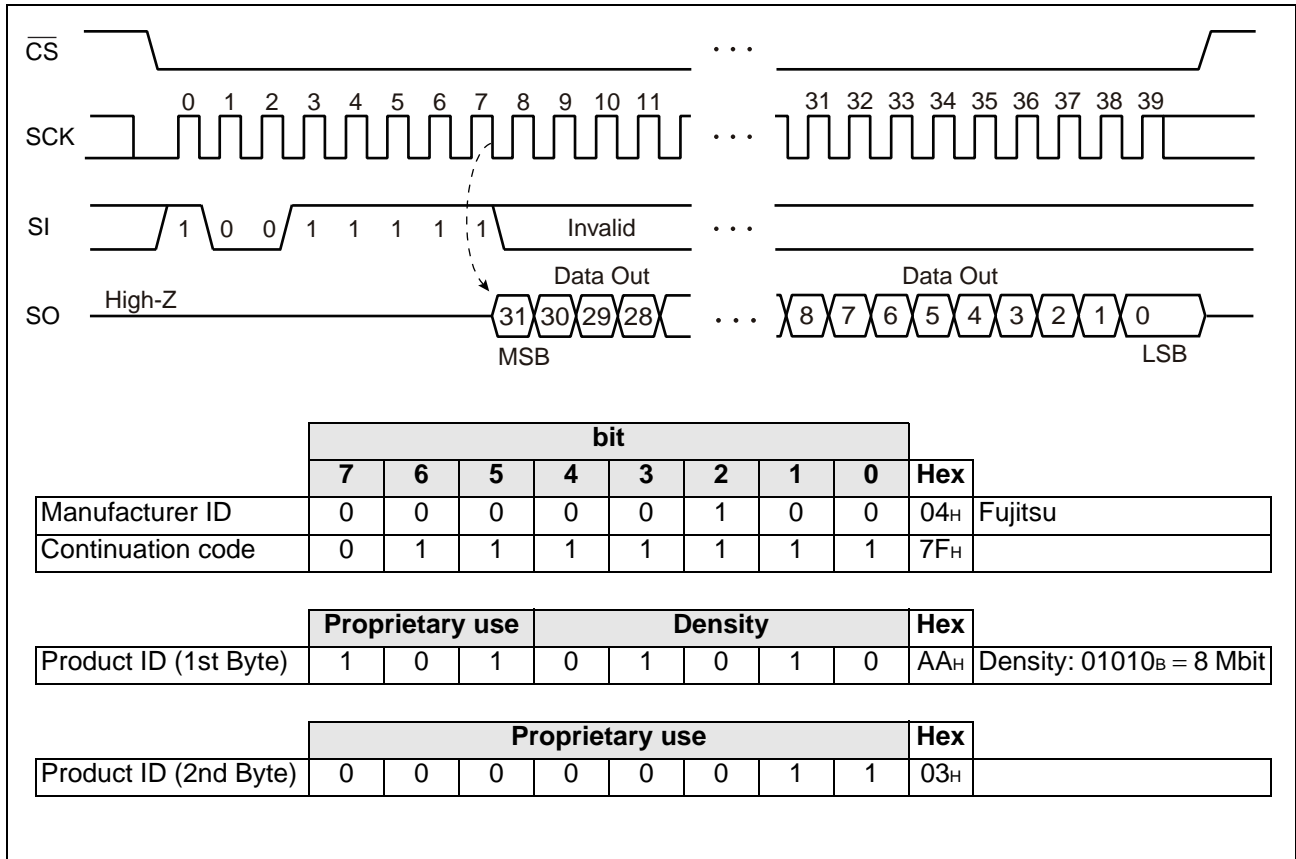 CS
· · ·
0 1 2 3 4 5 6 7 8 9 10 11 31 32 33 34 35 36 37 38 39
SCK
· · ·
SI 1 0 0 1 1 1 1 1 Invalid · · ·
Data Out Data Out
High-Z
SO 31 30 29 28 · · · 8 7 6 5 4 3 2 1 0
MSB LSB
bit
7 6 5 4 3 2 1 0 Hex
Manufacturer ID 0 0 0 0 0 1 0 0 04H Fujitsu
Continuation code 0 1 1 1 1 1 1 1 7FH
Proprietary use Density Hex
Product ID (1st Byte) 1 0 1 0 1 0 1 0 AAH Density: 01010B = 8 Mbit
Proprietary use Hex
Product ID (2nd Byte) 0 0 0 0 0 0 1 1 03H